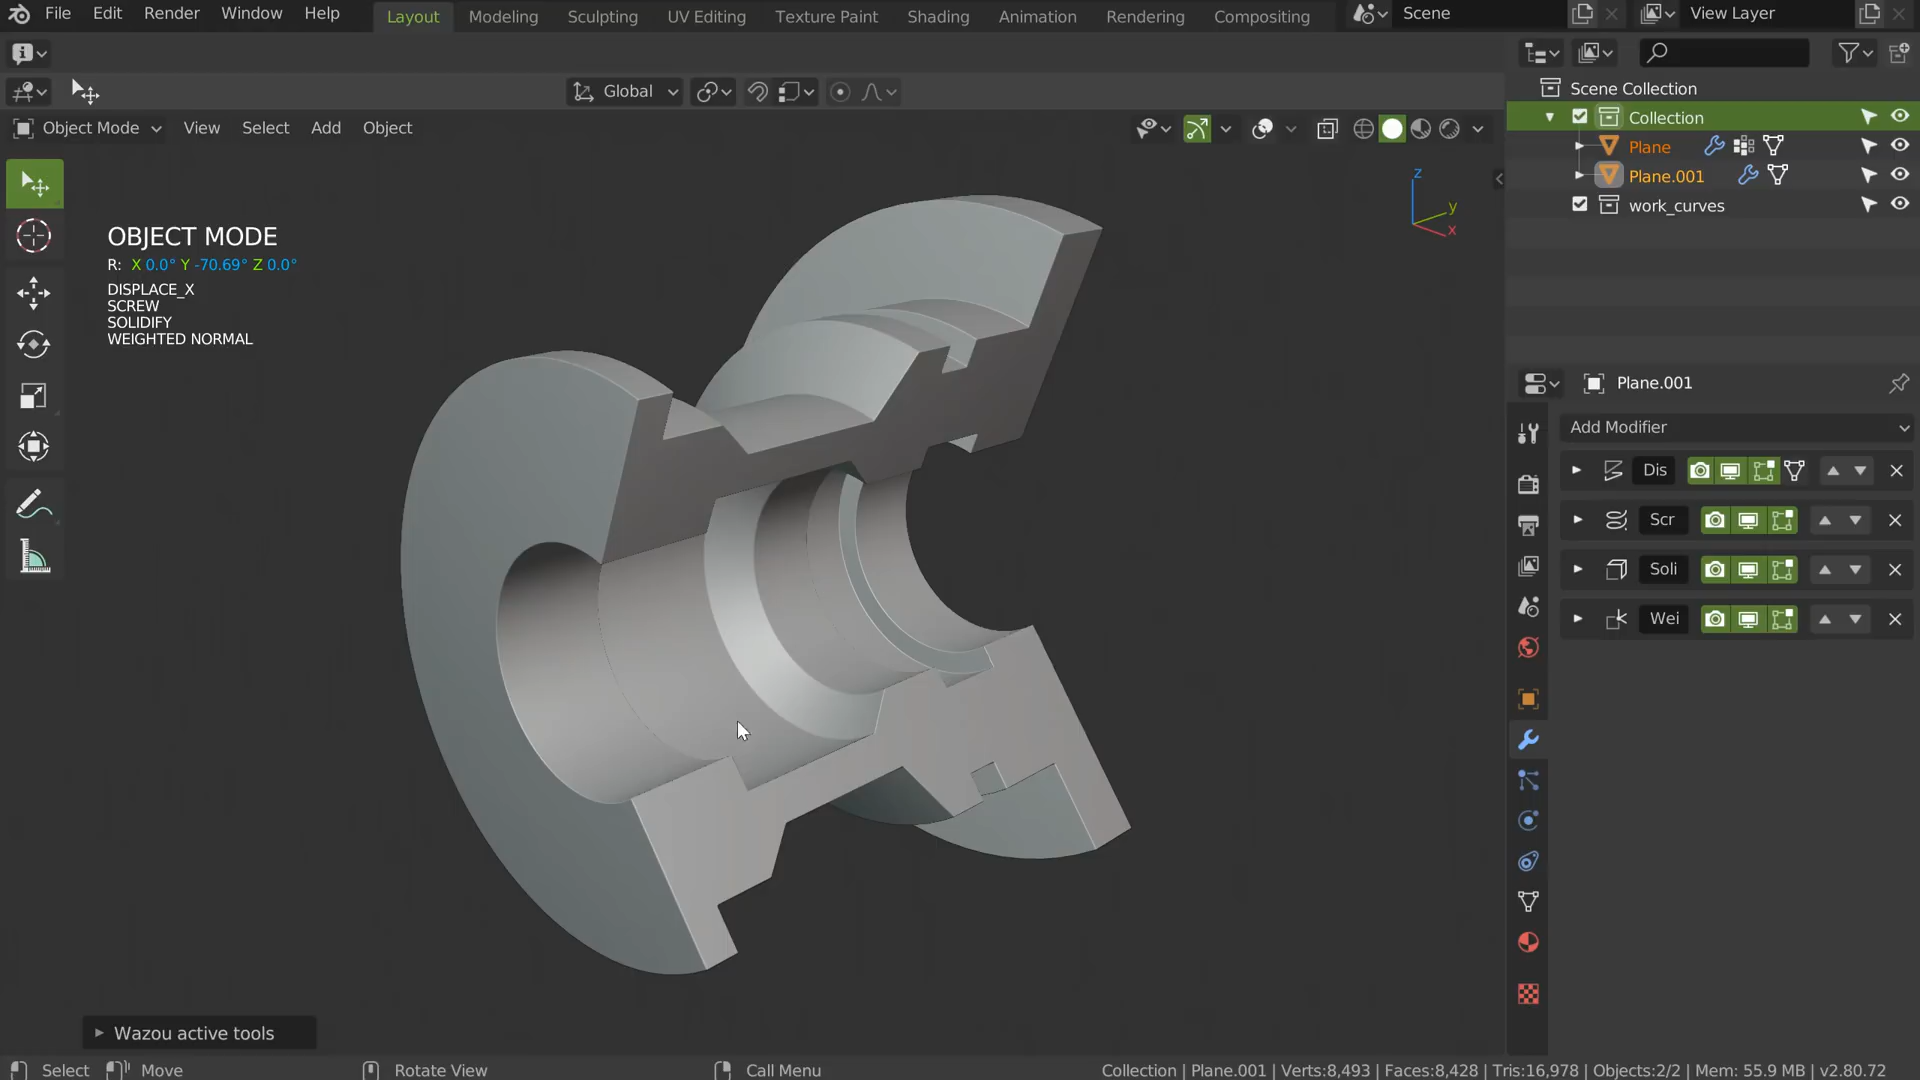 File Edit Render Window Help Layout Modeling Sculpting UV Editing Texture Paint Shading Animation Rendering Compositing Scene View Layer
Global
Object Mode View Select Add Object
Scene Collection
Collection
Plane
Plane.001
work_curves
z
y
x
OBJECT MODE
R: X 0.0° Y -70.69° Z 0.0°
DISPLACE_X
SCREW
SOLIDIFY
WEIGHTED NORMAL
Plane.001
Add Modifier
Dis
Scr
Soli
Wei
Wazou active tools
Select Move Rotate View Call Menu Collection | Plane.001 | Verts:8,493 | Faces:8,428 | Tris:16,978 | Objects:2/2 | Mem: 55.9 MB | v2.80.72